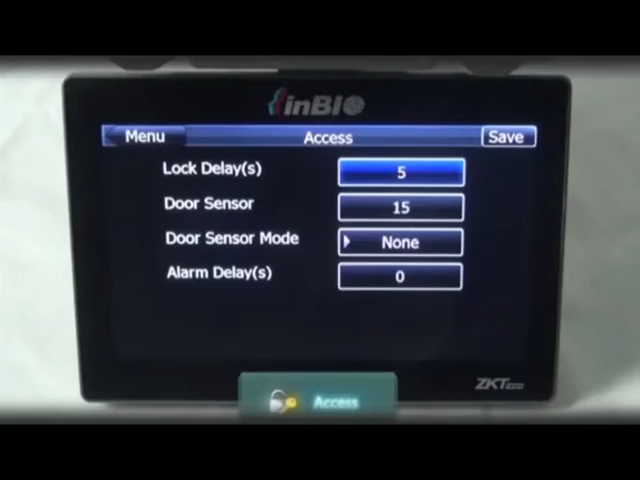 inBIO
Menu Access Save
Lock Delay(s) 5
Door Sensor 15
Door Sensor Mode None
Alarm Delay(s) 0
ZKTeco
Access